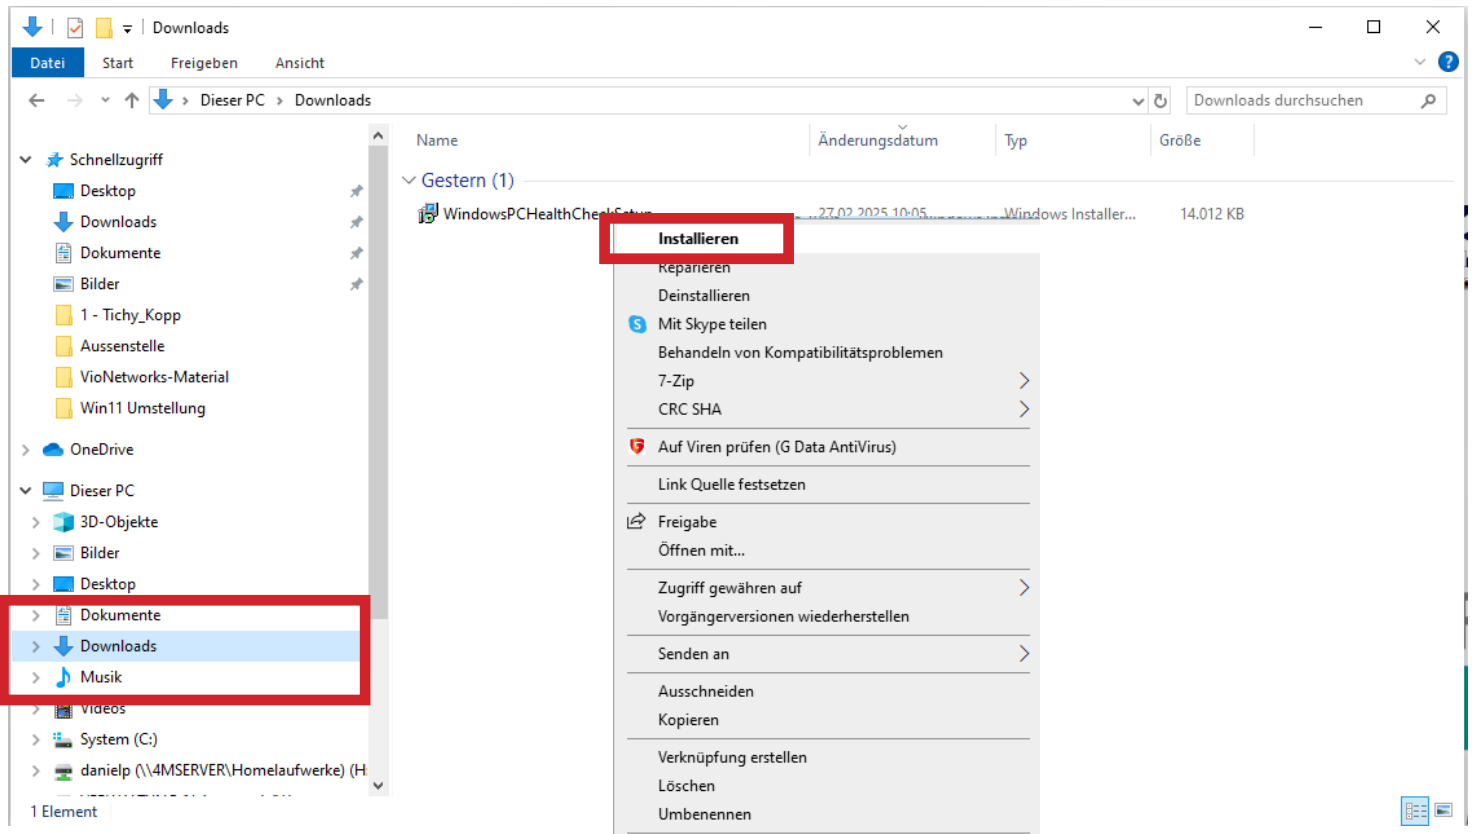 Downloads
Datei Start Freigeben Ansicht
Dieser PC Downloads
Downloads durchsuchen
Name Änderungsdatum Typ Größe
Schnellzugriff
Desktop
Downloads
Dokumente
Bilder
1 - Tichy_Kopp
Aussenstelle
VioNetworks-Material
Win11 Umstellung
OneDrive
Dieser PC
3D-Objekte
Bilder
Desktop
Dokumente
Downloads
Musik
Videos
System (C:)
danielp (\\4MSERVER\Homelaufwerke) (H:
1 Element
Gestern (1)
WindowsPCHealthCheckSetup 27.02.2025 10:05 Windows Installer... 14.012 KB
Installieren
Reparieren
Deinstallieren
Mit Skype teilen
Behandeln von Kompatibilitätsproblemen
7-Zip
CRC SHA
Auf Viren prüfen (G Data AntiVirus)
Link Quelle festsetzen
Freigabe
Öffnen mit...
Zugriff gewähren auf
Vorgängerversionen wiederherstellen
Senden an
Ausschneiden
Kopieren
Verknüpfung erstellen
Löschen
Umbenennen